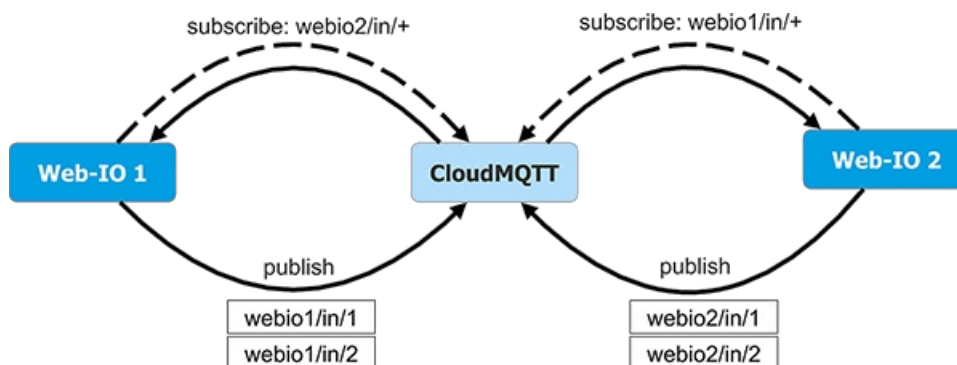 subscribe: webio2/in/+
subscribe: webio1/in/+
Web-IO 1
CloudMQTT
Web-IO 2
publish
publish
webio1/in/1
webio2/in/1
webio1/in/2
webio2/in/2